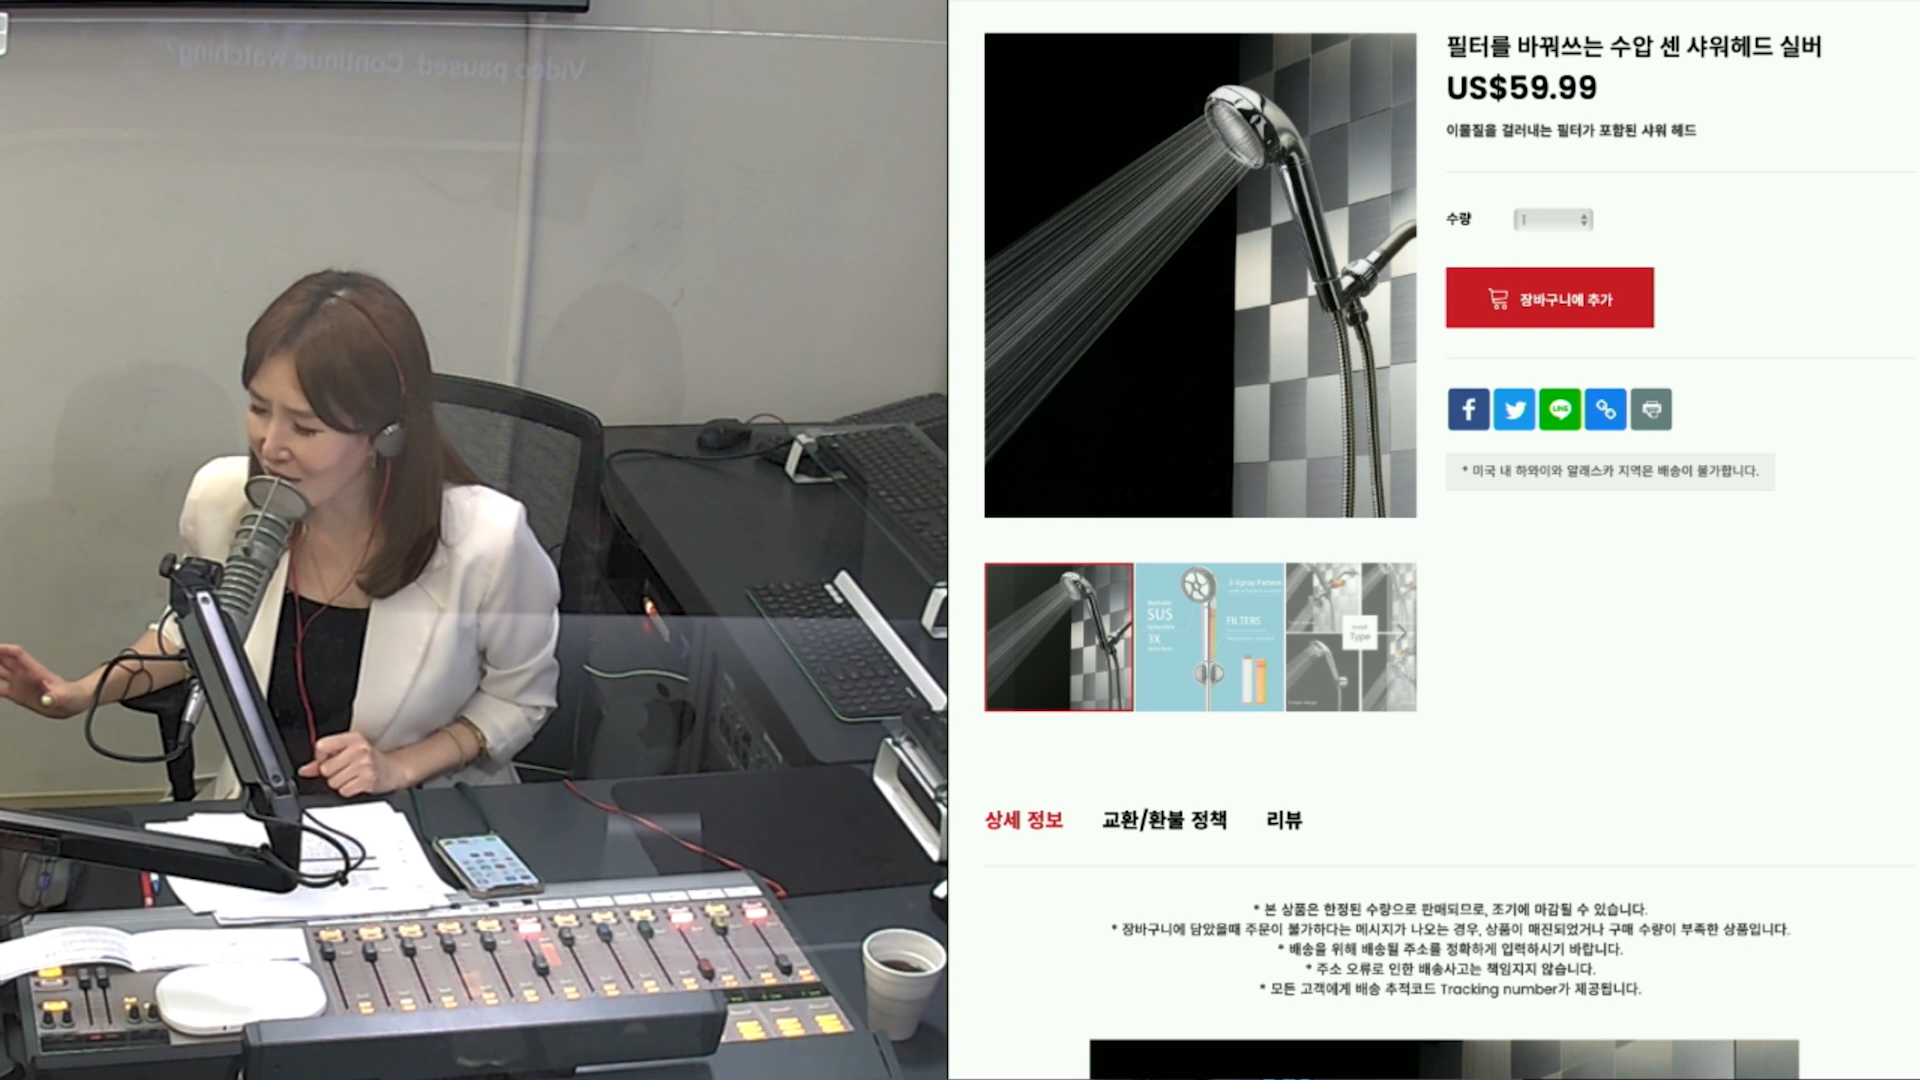 Video paused. Continue watching?
필터를 바꿔쓰는 수압 센 샤워헤드 실버
US$59.99
이물질을 걸러내는 필터가 포함된 샤워 헤드
수량
1
장바구니에 추가
LINE
* 미국 내 하와이와 알래스카 지역은 배송이 불가합니다.
3-Spray Pattern
SUS
3X
FILTERS
Type
상세 정보
교환/환불 정책
리뷰
* 본 상품은 한정된 수량으로 판매되므로, 조기에 마감될 수 있습니다.
* 장바구니에 담았을때 주문이 불가하다는 메시지가 나오는 경우, 상품이 매진되었거나 구매 수량이 부족한 상품입니다.
* 배송을 위해 배송될 주소를 정확하게 입력하시기 바랍니다.
* 주소 오류로 인한 배송사고는 책임지지 않습니다.
* 모든 고객에게 배송 추적코드 Tracking number가 제공됩니다.